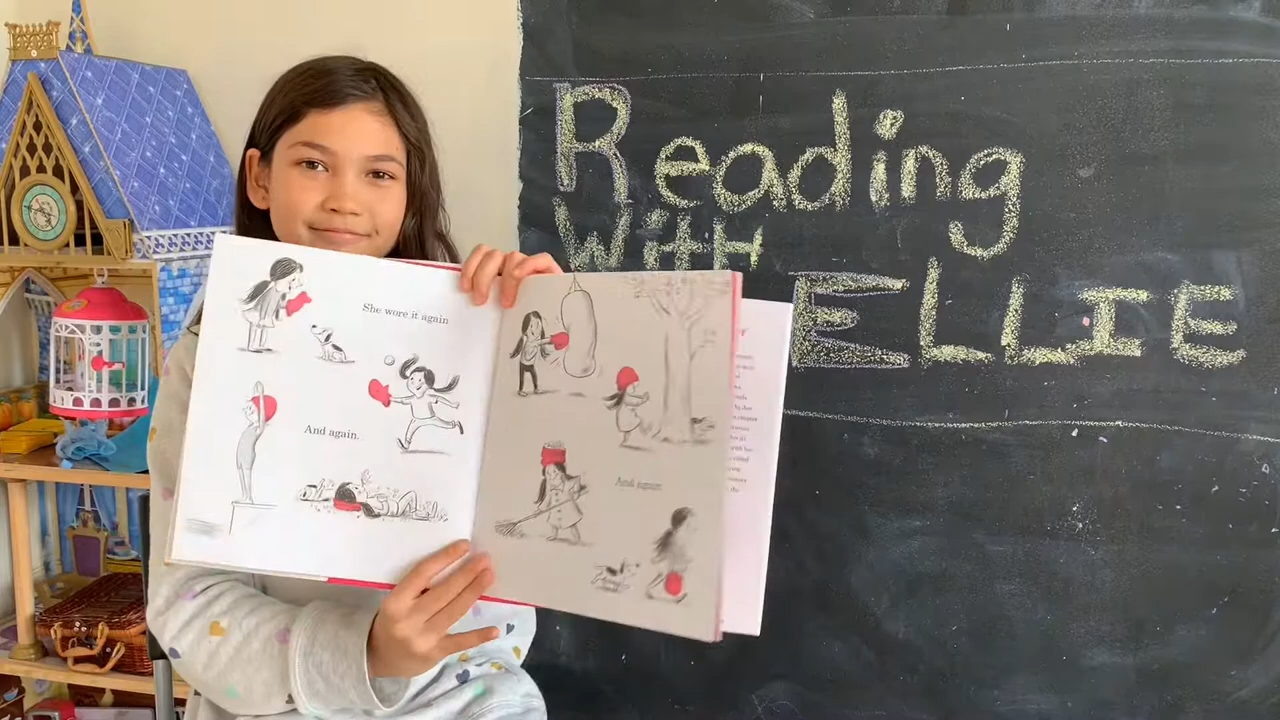 Reading
With
ELLIE
She wore it again
And again.
And again.